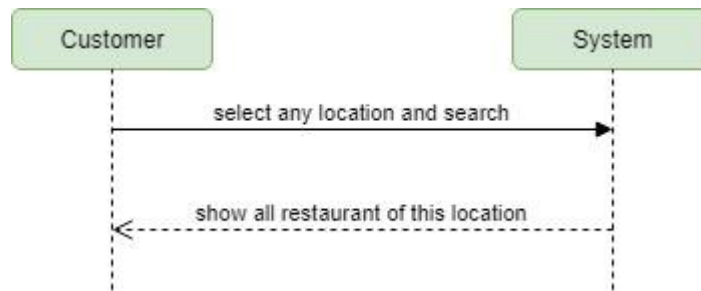 Customer
System
select any location and search
show all restaurant of this location